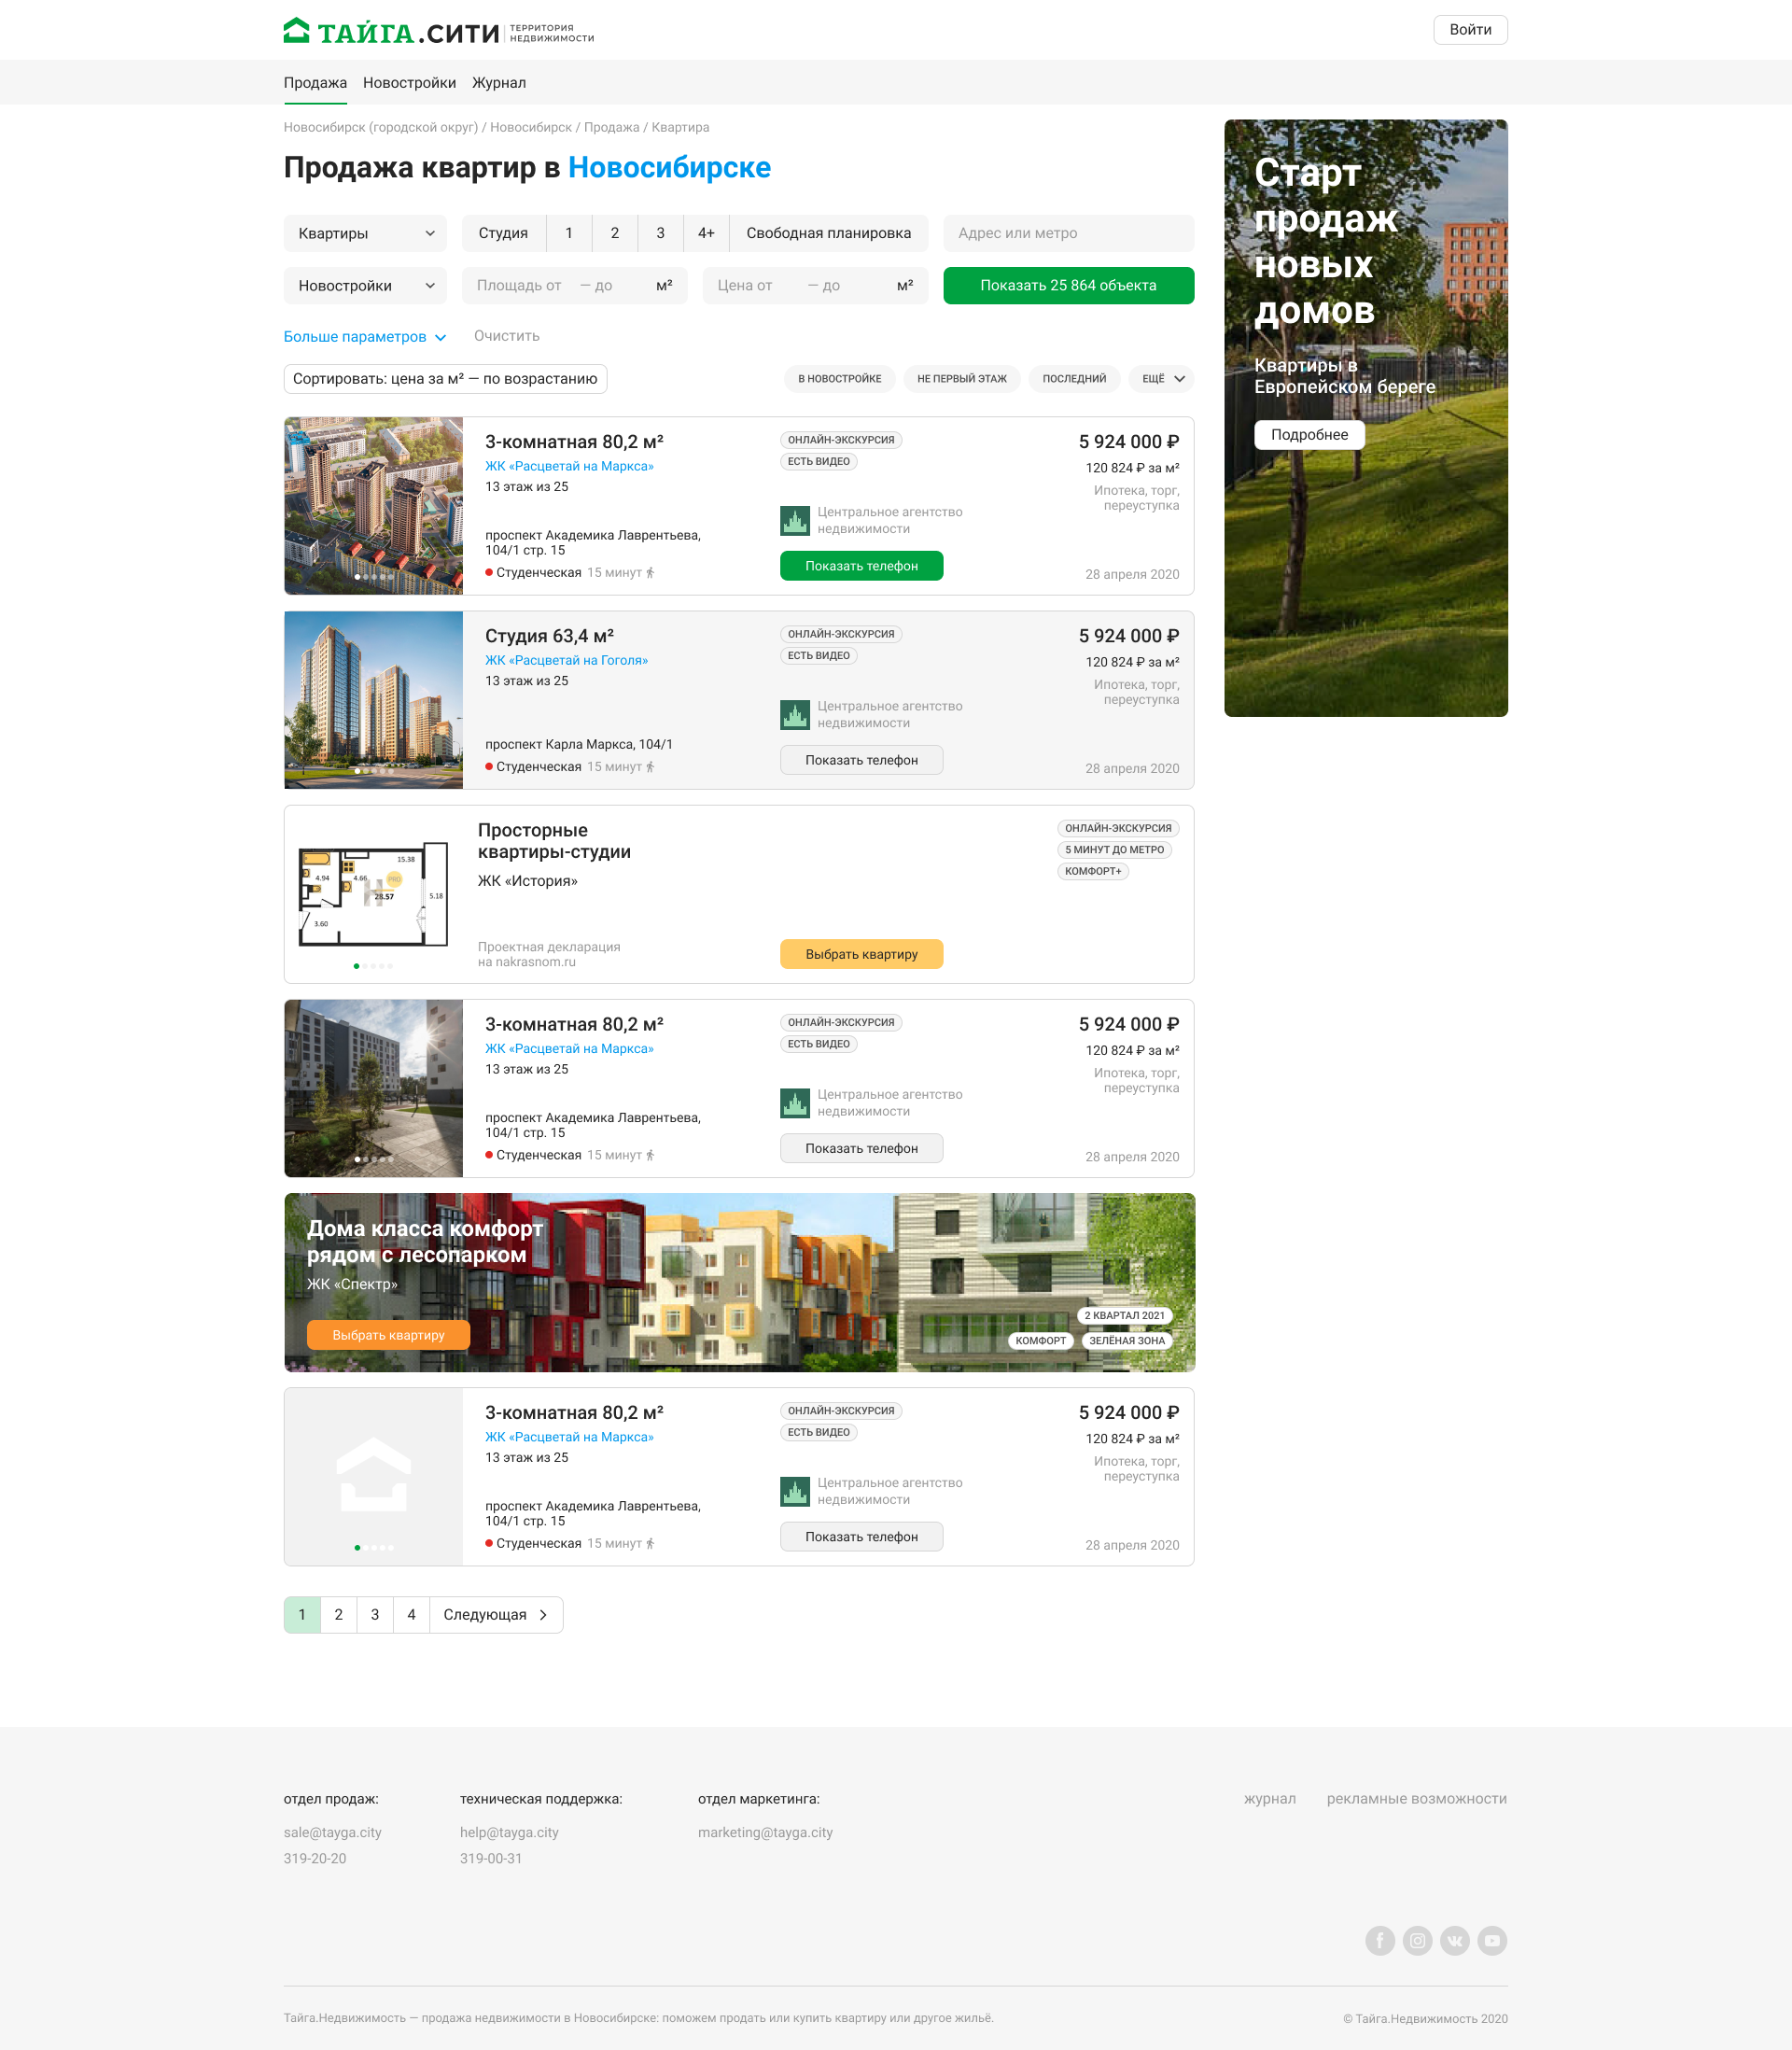 ТАЙГА.СИТИ
ТЕРРИТОРИЯ
НЕДВИЖИМОСТИ
Войти
Продажа Новостройки Журнал
Новосибирск (городской округ) / Новосибирск / Продажа / Квартира
Продажа квартир в Новосибирске
Квартиры Студия 1 2 3 4+ Свободная планировка Адрес или метро
Новостройки Площадь от — до м² Цена от — до м² Показать 25 864 объекта
Больше параметров Очистить
Сортировать: цена за м² — по возрастанию В НОВОСТРОЙКЕ НЕ ПЕРВЫЙ ЭТАЖ ПОСЛЕДНИЙ ЕЩЁ
Старт
продаж
новых
домов
Квартиры в
Европейском береге
Подробнее
3-комнатная 80,2 м²
ЖК «Расцветай на Маркса»
13 этаж из 25
проспект Академика Лаврентьева,
104/1 стр. 15
Студенческая 15 минут
ОНЛАЙН-ЭКСКУРСИЯ
ЕСТЬ ВИДЕО
Центральное агентство
недвижимости
Показать телефон
5 924 000 ₽
120 824 ₽ за м²
Ипотека, торг,
переуступка
28 апреля 2020
Студия 63,4 м²
ЖК «Расцветай на Гоголя»
13 этаж из 25
проспект Карла Маркса, 104/1
Студенческая 15 минут
ОНЛАЙН-ЭКСКУРСИЯ
ЕСТЬ ВИДЕО
Центральное агентство
недвижимости
Показать телефон
5 924 000 ₽
120 824 ₽ за м²
Ипотека, торг,
переуступка
28 апреля 2020
15.38
4.94 4.66
PRO
28.57
5.18
3.60
Просторные
квартиры-студии
ЖК «История»
Проектная декларация
на nakrasnom.ru
Выбрать квартиру
ОНЛАЙН-ЭКСКУРСИЯ
5 МИНУТ ДО МЕТРО
КОМФОРТ+
3-комнатная 80,2 м²
ЖК «Расцветай на Маркса»
13 этаж из 25
проспект Академика Лаврентьева,
104/1 стр. 15
Студенческая 15 минут
ОНЛАЙН-ЭКСКУРСИЯ
ЕСТЬ ВИДЕО
Центральное агентство
недвижимости
Показать телефон
5 924 000 ₽
120 824 ₽ за м²
Ипотека, торг,
переуступка
28 апреля 2020
Дома класса комфорт
рядом с лесопарком
ЖК «Спектр»
Выбрать квартиру
2 КВАРТАЛ 2021
КОМФОРТ ЗЕЛЁНАЯ ЗОНА
3-комнатная 80,2 м²
ЖК «Расцветай на Маркса»
13 этаж из 25
проспект Академика Лаврентьева,
104/1 стр. 15
Студенческая 15 минут
ОНЛАЙН-ЭКСКУРСИЯ
ЕСТЬ ВИДЕО
Центральное агентство
недвижимости
Показать телефон
5 924 000 ₽
120 824 ₽ за м²
Ипотека, торг,
переуступка
28 апреля 2020
1 2 3 4 Следующая
отдел продаж:
sale@tayga.city
319-20-20
техническая поддержка:
help@tayga.city
319-00-31
отдел маркетинга:
marketing@tayga.city
журнал рекламные возможности
Тайга.Недвижимость — продажа недвижимости в Новосибирске: поможем продать или купить квартиру или другое жильё.
© Тайга.Недвижимость 2020